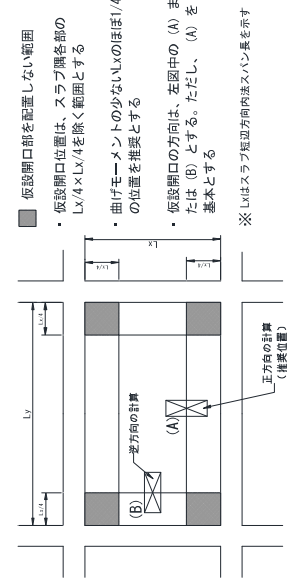 仮設開口部を配置しない範囲
・仮設開口位置は、スラブ隅各部の
Lx/4×Lx/4を除く範囲とする
・曲げモーメントの少ないLxのほぼ1/4
の位置を推奨とする
・仮設開口の方向は、左図中の (A) ま
たは (B) とする。ただし、 (A) を
基本とする
※ Lxはスラブ短辺方向内法スパン長を示す
Ly
Lx/4
Lx/4
Lx
Lx/4
Lx/4
逆方向の計算
(B)
(A)
正方向の計算
(推奨位置)